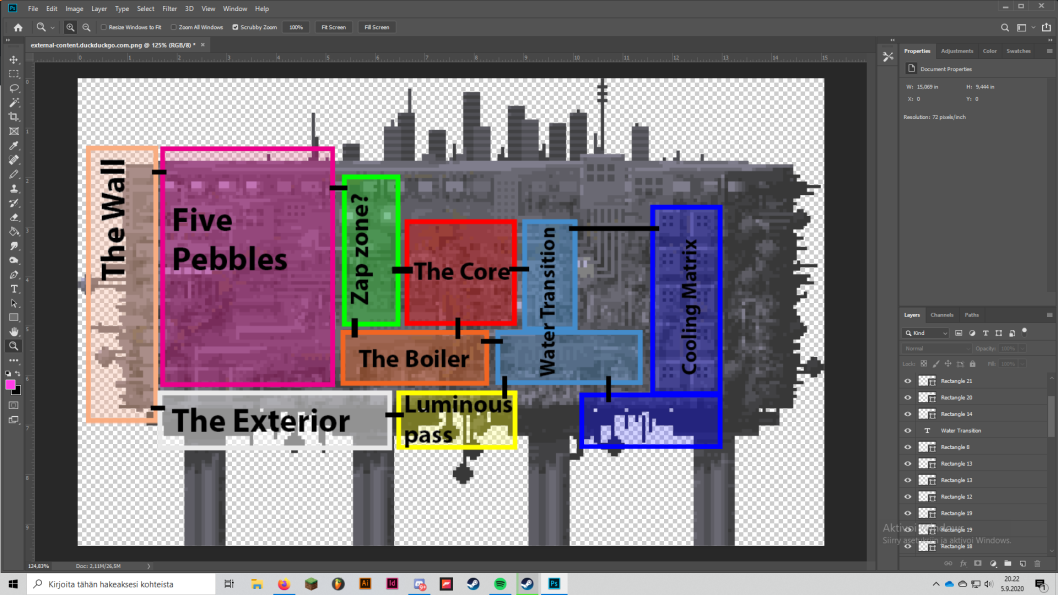 File Edit Image Layer Type Select Filter 3D View Window Help
Resize Windows to Fit Zoom All Windows Scrubby Zoom 100% Fit Screen Fill Screen
external-content.duckduckgo.com.png @ 125% (RGB/8) *
Properties Adjustments Color Swatches
Document Properties
W: 15,069 in H: 9,444 in
X: 0 Y: 0
Resolution: 72 pixels/inch
The Wall
Five
Pebbles
Zap zone?
The Core
Water Transition
Cooling Matrix
The Boiler
The Exterior
Luminous
pass
Layers Channels Paths
Kind
Normal Opacity: 100%
Lock: Fill: 100%
Rectangle 21
Rectangle 20
Rectangle 14
T Water Transition
Rectangle 8
Rectangle 13
Rectangle 13
Rectangle 12
Rectangle 19
Rectangle 19
Rectangle 18
Siirry asetuksiin ja aktivoi Windows.
124,83% Doc: 2,11M/26,5M
Kirjoita tähän hakeaksesi kohteista
20.22
5.9.2020